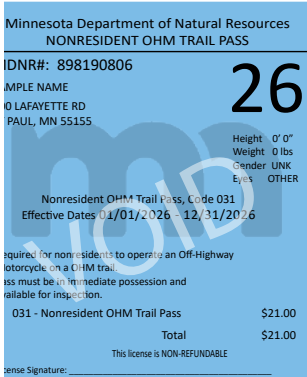 Minnesota Department of Natural Resources
NONRESIDENT OHM TRAIL PASS
MDNR#: 898190806
26
AMPLE NAME
00 LAFAYETTE RD
PAUL, MN 55155
Height 0' 0"
Weight 0 lbs
Gender UNK
Eyes OTHER
Nonresident OHM Trail Pass, Code 031
Effective Dates 01/01/2026 - 12/31/2026
VOID
equired for nonresidents to operate an Off-Highway
Motorcycle on a OHM trail.
ass must be in immediate possession and
vailable for inspection.
031 - Nonresident OHM Trail Pass $21.00
Total $21.00
This license is NON-REFUNDABLE
cense Signature: